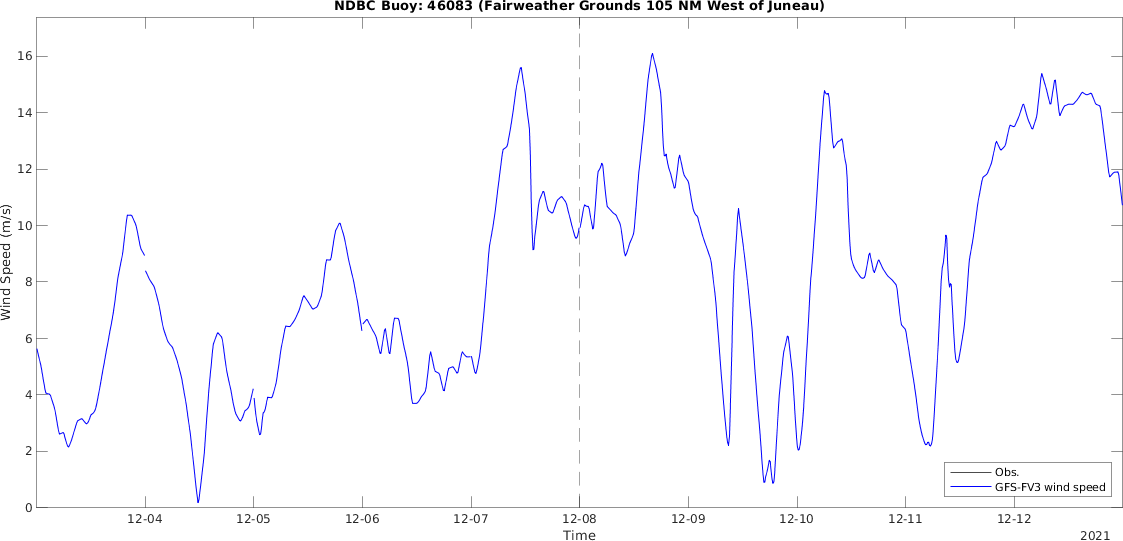 NDBC Buoy: 46083 (Fairweather Grounds 105 NM West of Juneau)
Wind Speed (m/s)
16
14
12
10
8
6
4
2
0
12-04 12-05 12-06 12-07 12-08 12-09 12-10 12-11 12-12
Time
2021
Obs.
GFS-FV3 wind speed